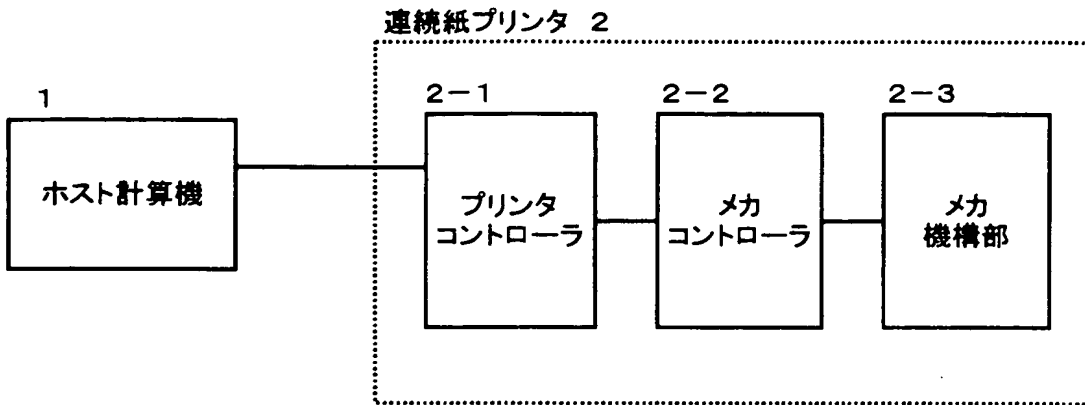 連続紙プリンタ 2
1
2-1
2-2
2-3
ホスト計算機
プリンタ
コントローラ
メカ
コントローラ
メカ
機構部